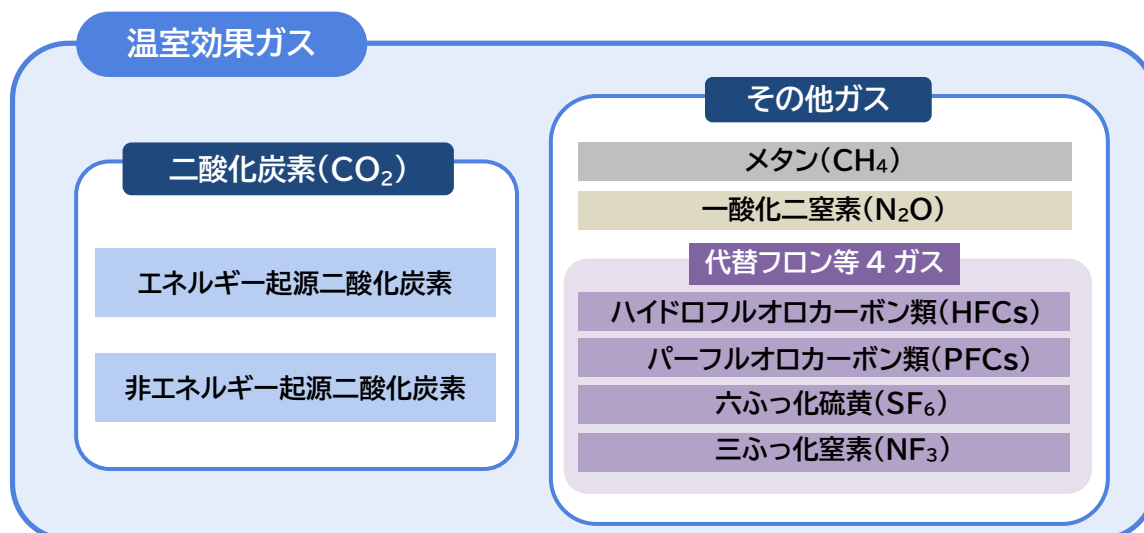 温室効果ガス
二酸化炭素(CO₂)
エネルギー起源二酸化炭素
非エネルギー起源二酸化炭素
その他ガス
メタン(CH₄)
一酸化二窒素(N₂O)
代替フロン等 4 ガス
ハイドロフルオロカーボン類(HFCs)
パーフルオロカーボン類(PFCs)
六ふっ化硫黄(SF₆)
三ふっ化窒素(NF₃)